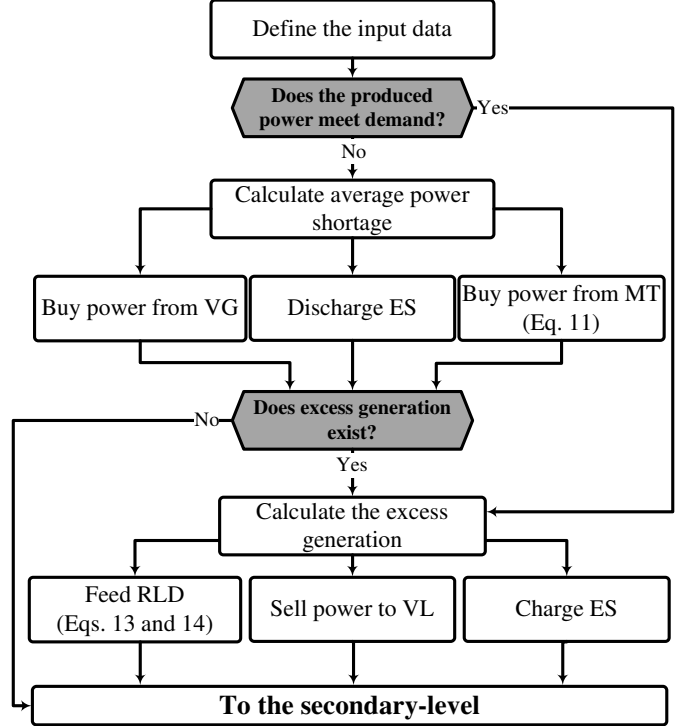 Define the input data
Does the produced
power meet demand?
Yes
No
Calculate average power
shortage
Buy power from VG
Discharge ES
Buy power from MT
(Eq. 11)
Does excess generation
exist?
No
Yes
Calculate the excess
generation
Feed RLD
(Eqs. 13 and 14)
Sell power to VL
Charge ES
To the secondary-level